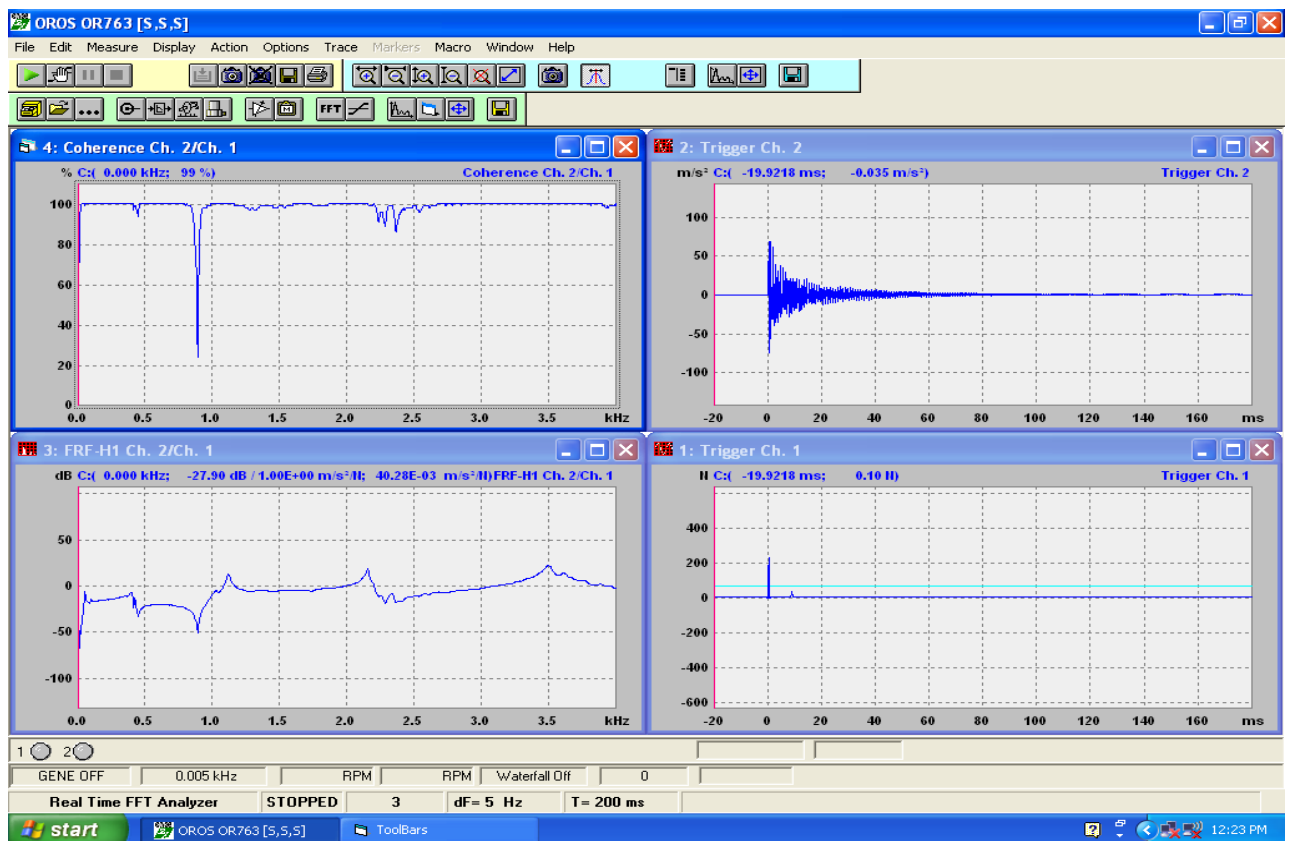 OROS OR763 [S,S,S]
File Edit Measure Display Action Options Trace Markers Macro Window Help
FFT
4: Coherence Ch. 2/Ch. 1
% C:( 0.000 kHz; 99 %) Coherence Ch. 2/Ch. 1
100
80
60
40
20
0
0.0 0.5 1.0 1.5 2.0 2.5 3.0 3.5 kHz
2: Trigger Ch. 2
m/s² C:( -19.9218 ms; -0.035 m/s²) Trigger Ch. 2
100
50
0
-50
-100
-20 0 20 40 60 80 100 120 140 160 ms
3: FRF-H1 Ch. 2/Ch. 1
dB C:( 0.000 kHz; -27.90 dB / 1.00E+00 m/s²/N; 40.28E-03 m/s²/N)FRF-H1 Ch. 2/Ch. 1
50
0
-50
-100
0.0 0.5 1.0 1.5 2.0 2.5 3.0 3.5 kHz
1: Trigger Ch. 1
N C:( -19.9218 ms; 0.10 N) Trigger Ch. 1
400
200
0
-200
-400
-600
-20 0 20 40 60 80 100 120 140 160 ms
1 2
GENE OFF 0.005 kHz RPM RPM Waterfall Off 0
Real Time FFT Analyzer STOPPED 3 dF= 5 Hz T= 200 ms
start OROS OR763 [S,S,S] ToolBars 12:23 PM